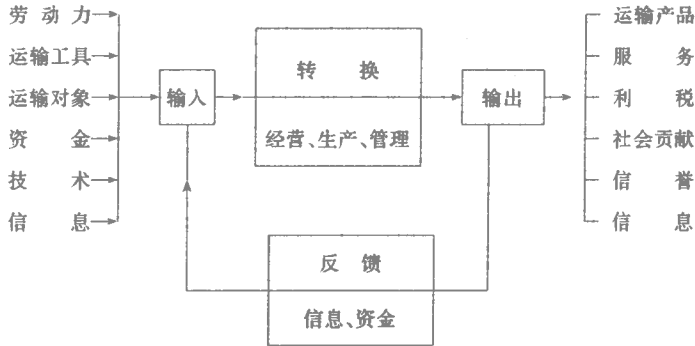 劳动力
运输工具
运输对象
资金
技术
信息
输入
转换
经营、生产、管理
输出
运输产品
服务
利税
社会贡献
信誉
信息
反馈
信息、资金